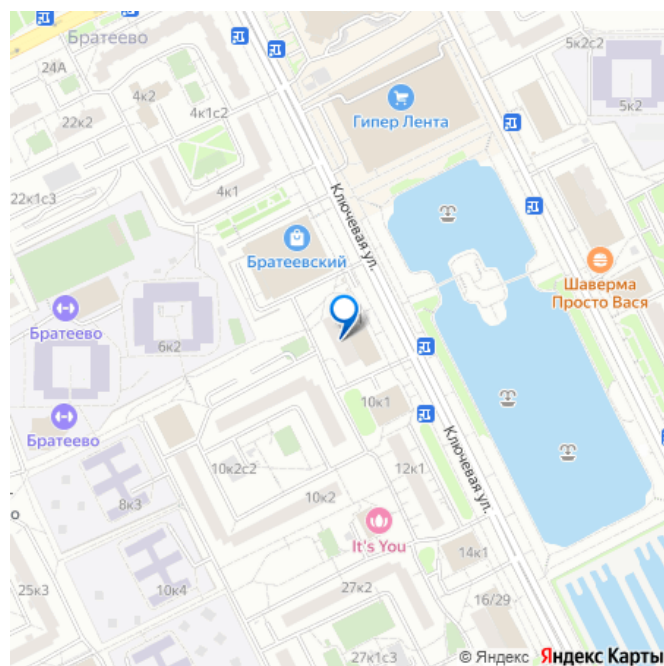 Братеево
24А
4к2
4к1с2
22к2
5к2с2
5к2
Гипер Лента
22к1с3
4к1
Ключевая ул.
Братеевский
Шаверма
Просто Вася
Братеево
6к2
10к1
Братеево
10к2с2
12к1
Ключевая ул.
8к3
10к2
о
It's You
14к1
25к3
10к4
27к2
16/29
27к1с3
© Яндекс Яндекс Карты